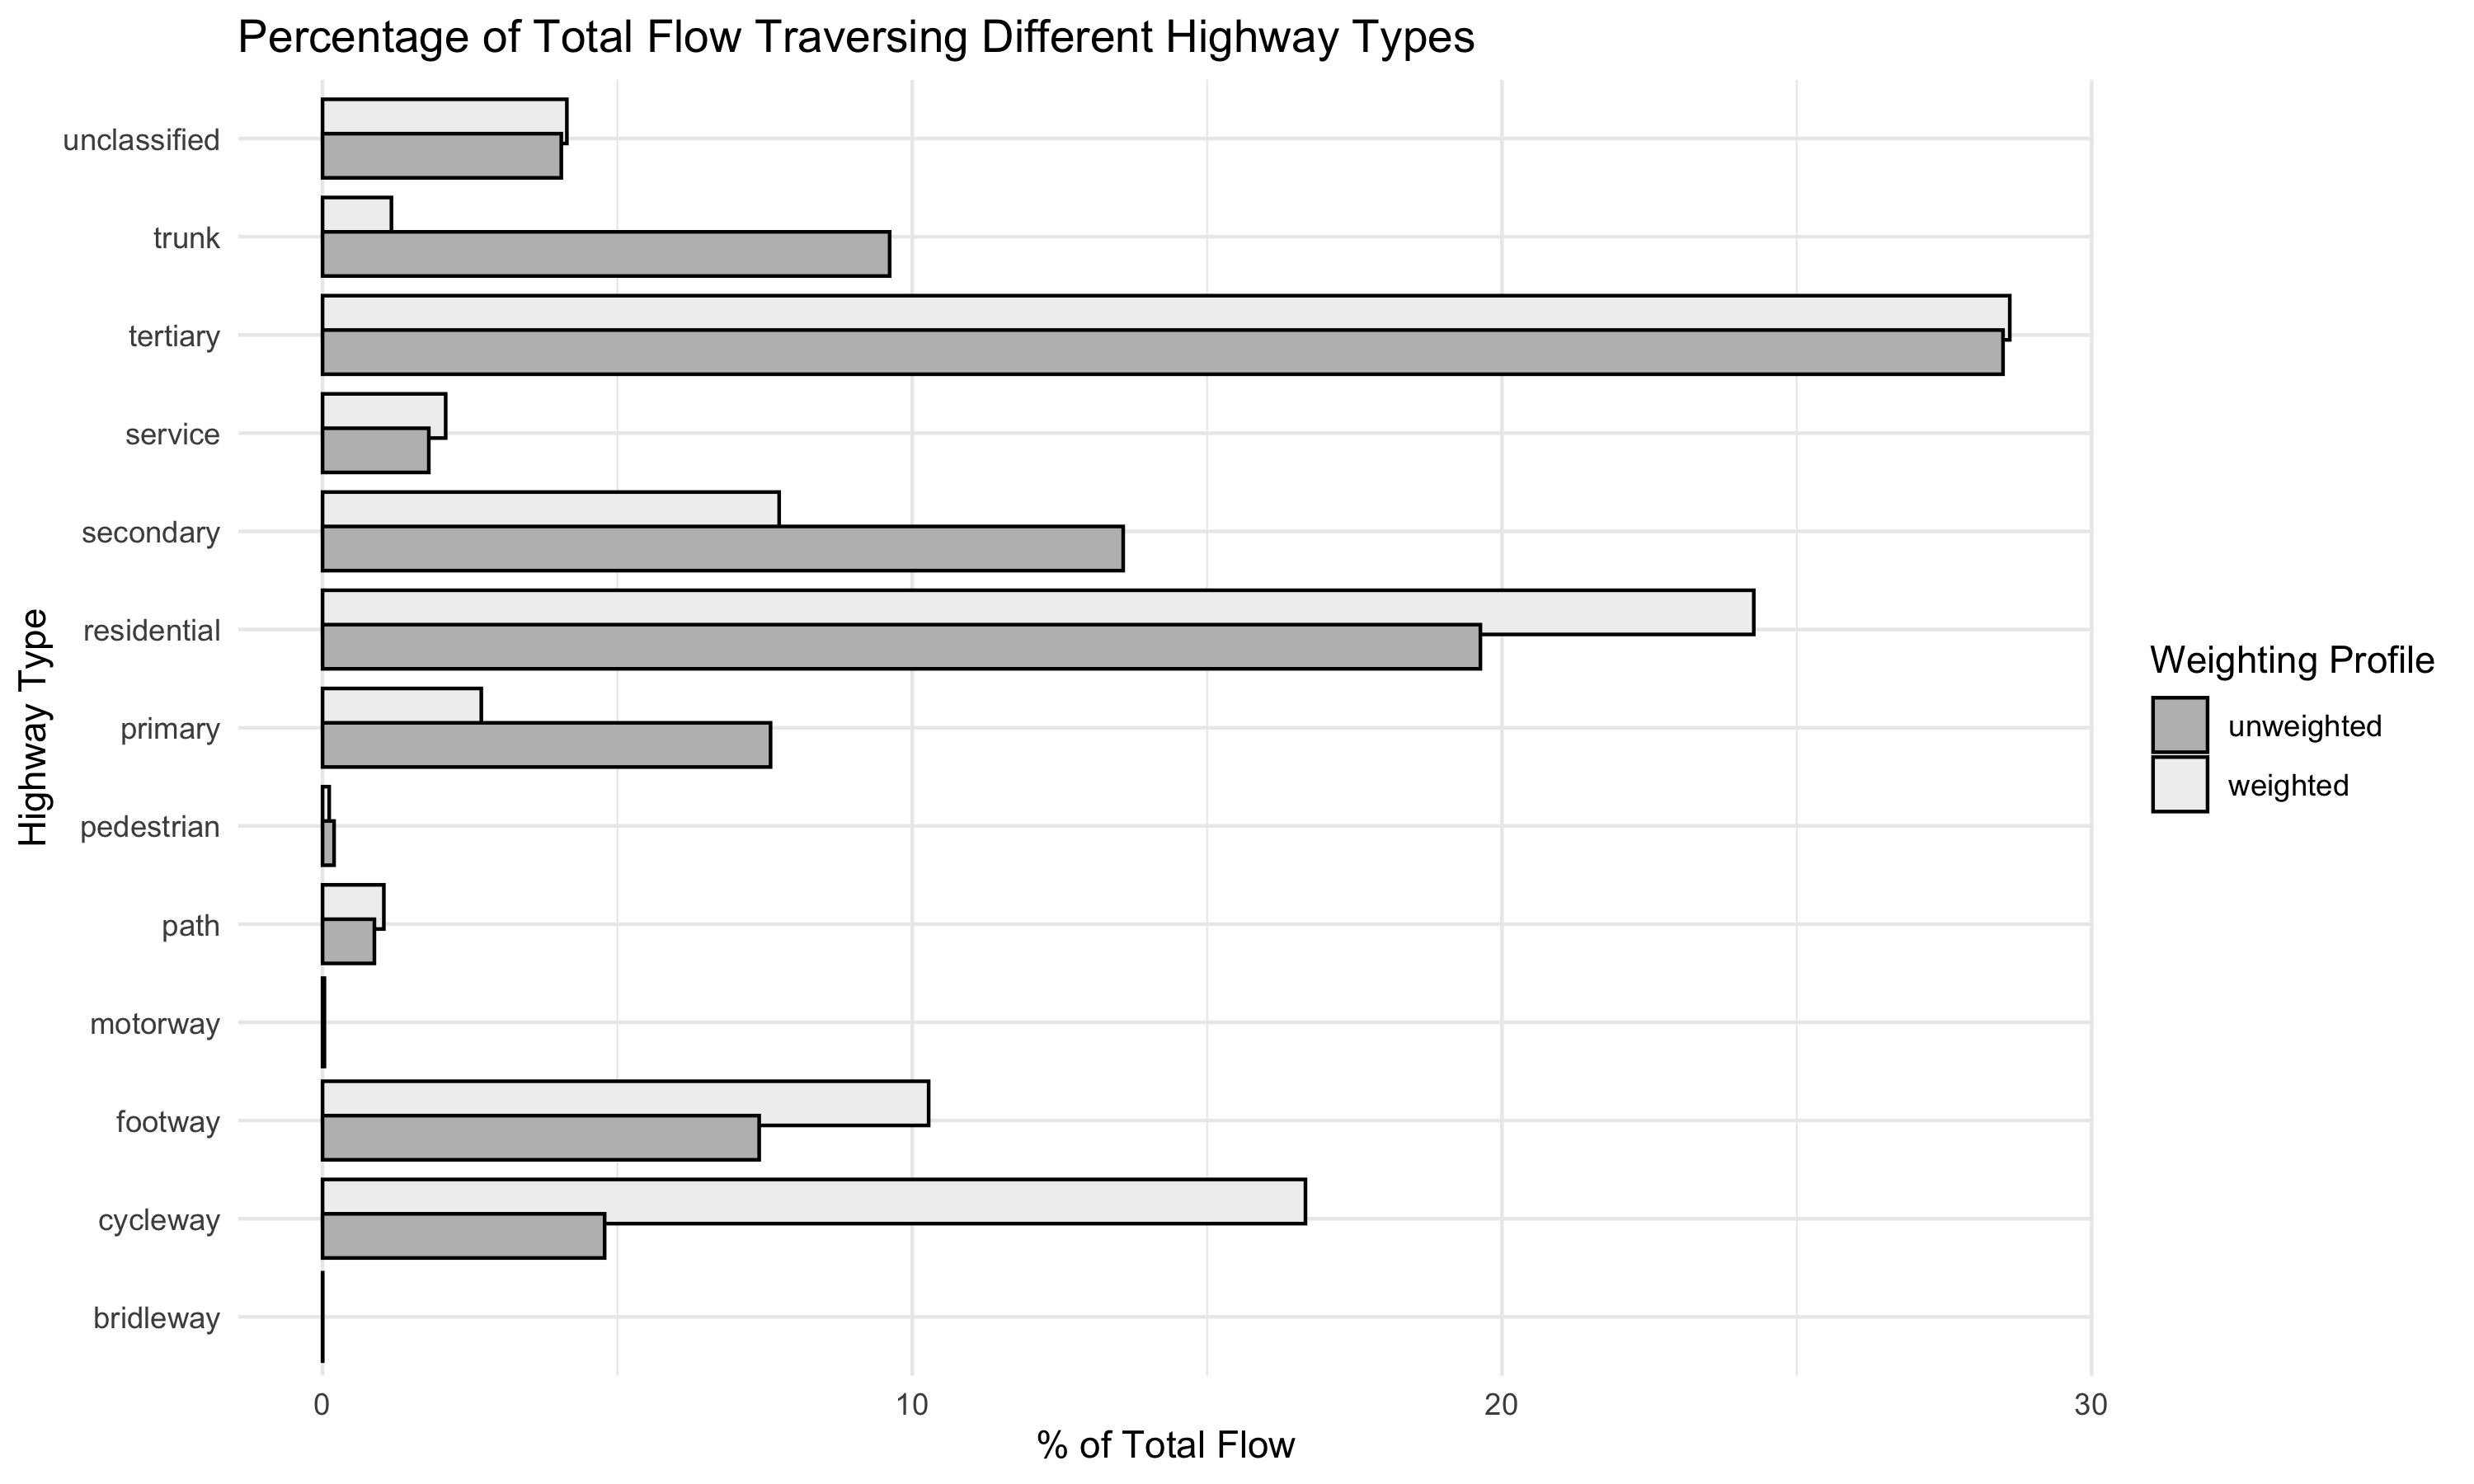 Percentage of Total Flow Traversing Different Highway Types
Highway Type
unclassified
trunk
tertiary
service
secondary
residential
primary
pedestrian
path
motorway
footway
cycleway
bridleway
0 10 20 30
% of Total Flow
Weighting Profile
unweighted
weighted